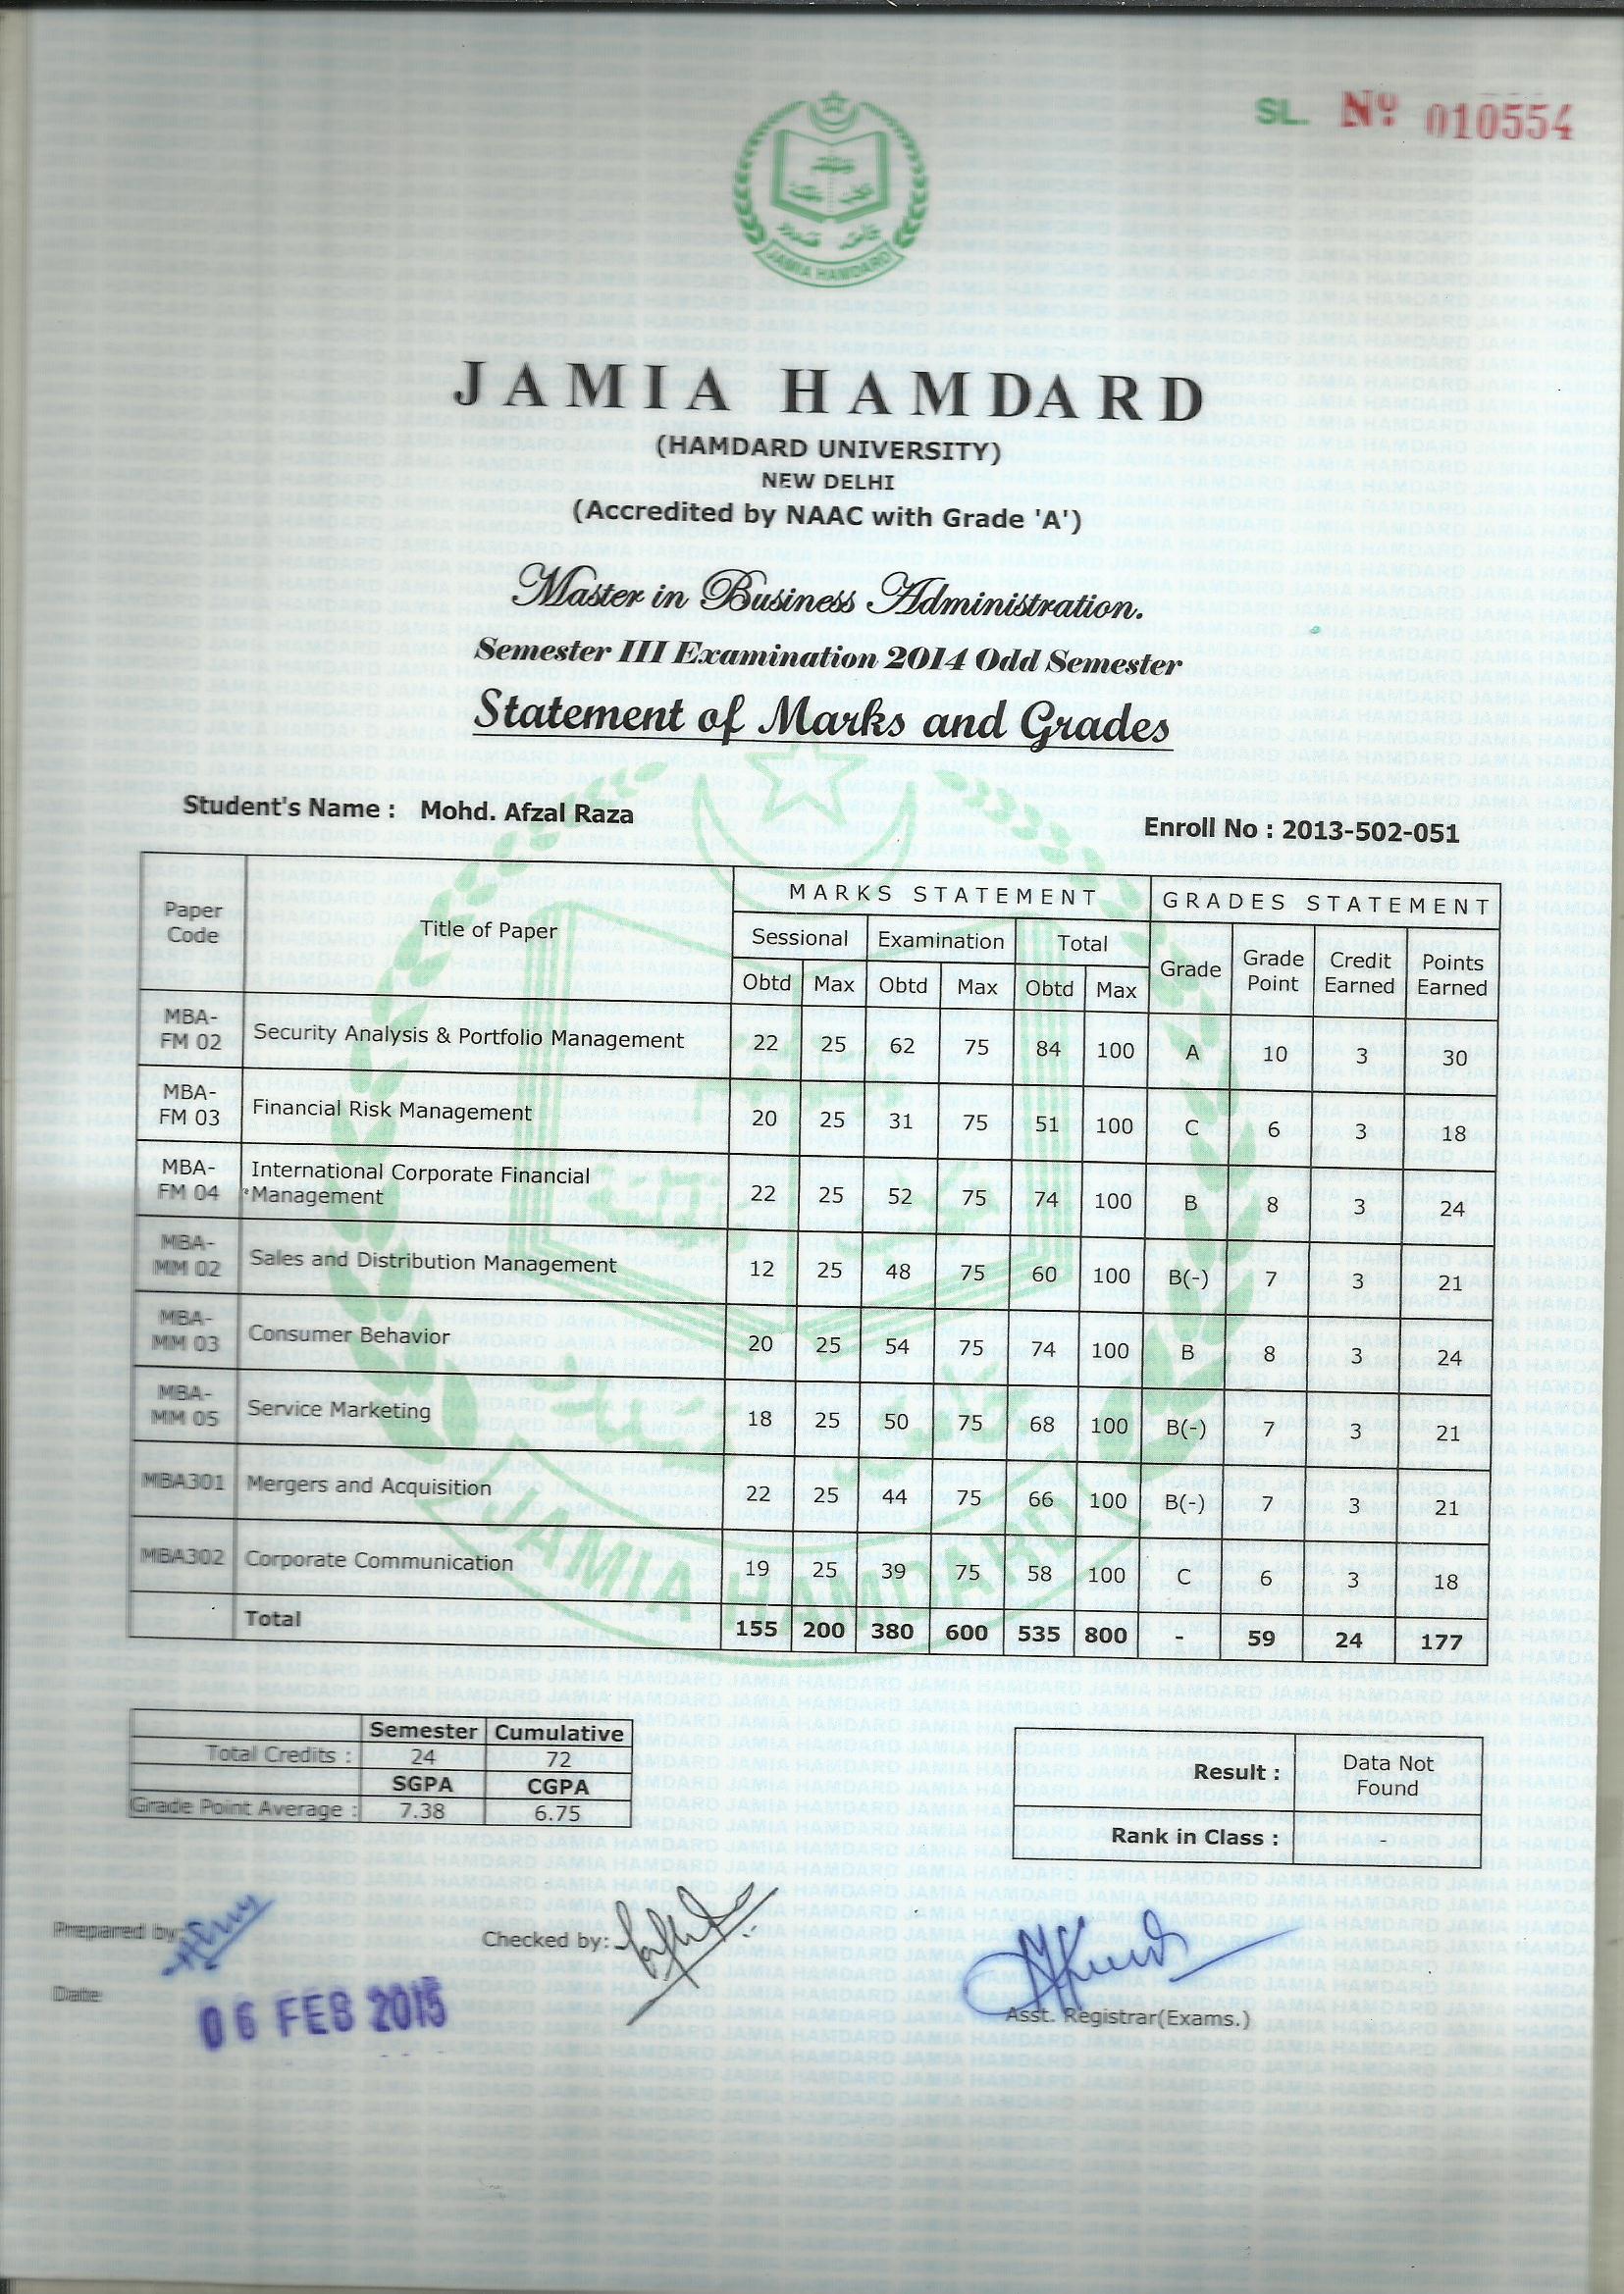 SL. Nº 010554
JAMIA HAMDARD
JAMIA HAMDARD
(HAMDARD UNIVERSITY)
NEW DELHI
(Accredited by NAAC with Grade 'A')
Master in Business Administration.
Semester III Examination 2014 Odd Semester
Statement of Marks and Grades
Student's Name : Mohd. Afzal Raza
Enroll No : 2013-502-051
Paper Code Title of Paper MARKS STATEMENT GRADES STATEMENT
Sessional Examination Total Grade Grade Point Credit Earned Points Earned
Obtd Max Obtd Max Obtd Max
MBA-FM 02 Security Analysis & Portfolio Management 22 25 62 75 84 100 A 10 3 30
MBA-FM 03 Financial Risk Management 20 25 31 75 51 100 C 6 3 18
MBA-FM 04 International Corporate Financial Management 22 25 52 75 74 100 B 8 3 24
MBA-MM 02 Sales and Distribution Management 12 25 48 75 60 100 B(-) 7 3 21
MBA-MM 03 Consumer Behavior 20 25 54 75 74 100 B 8 3 24
MBA-MM 05 Service Marketing 18 25 50 75 68 100 B(-) 7 3 21
MBA301 Mergers and Acquisition 22 25 44 75 66 100 B(-) 7 3 21
MBA302 Corporate Communication 19 25 39 75 58 100 C 6 3 18
Total 155 200 380 600 535 800 - 59 24 177
JAMIA HAMDARD
Semester Cumulative
Total Credits : 24 72
SGPA CGPA
Grade Point Average : 7.38 6.75
Result : Data Not Found
Rank in Class : -
Prepared by:
Checked by:
Date
06 FEB 2015
Asst. Registrar(Exams.)